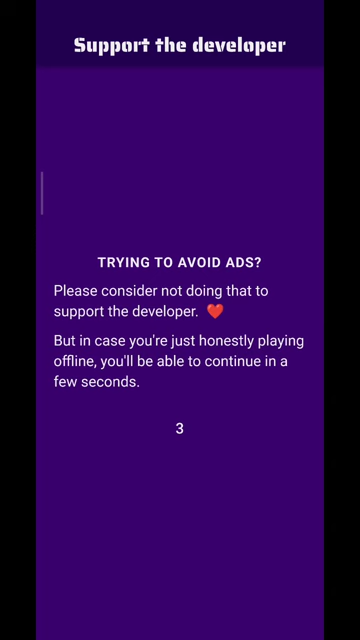 Support the developer
TRYING TO AVOID ADS?
Please consider not doing that to
support the developer. ❤️
But in case you're just honestly playing
offline, you'll be able to continue in a
few seconds.
3